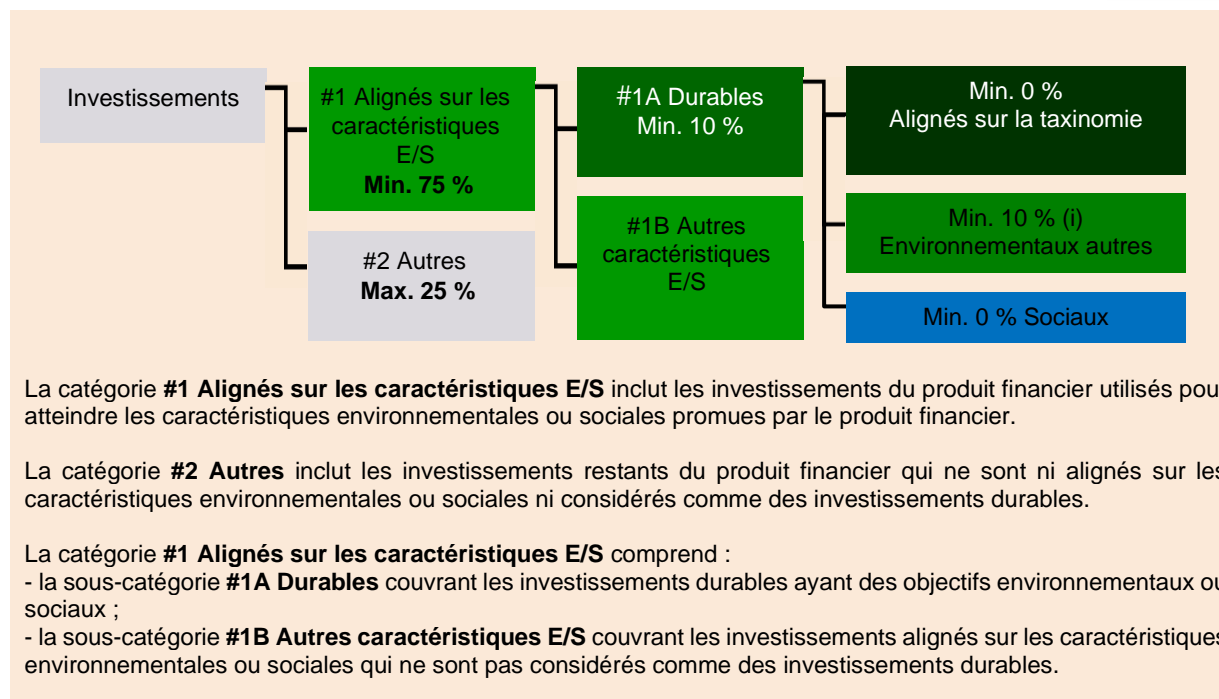 Investissements
#1 Alignés sur les
caractéristiques
E/S
Min. 75 %
#2 Autres
Max. 25 %
#1A Durables
Min. 10 %
#1B Autres
caractéristiques
E/S
Min. 0 %
Alignés sur la taxinomie
Min. 10 % (i)
Environnementaux autres
Min. 0 % Sociaux
La catégorie #1 Alignés sur les caractéristiques E/S inclut les investissements du produit financier utilisés pou
atteindre les caractéristiques environnementales ou sociales promues par le produit financier.
La catégorie #2 Autres inclut les investissements restants du produit financier qui ne sont ni alignés sur les
caractéristiques environnementales ou sociales ni considérés comme des investissements durables.
La catégorie #1 Alignés sur les caractéristiques E/S comprend :
- la sous-catégorie #1A Durables couvrant les investissements durables ayant des objectifs environnementaux ou
sociaux ;
- la sous-catégorie #1B Autres caractéristiques E/S couvrant les investissements alignés sur les caractéristiques
environnementales ou sociales qui ne sont pas considérés comme des investissements durables.